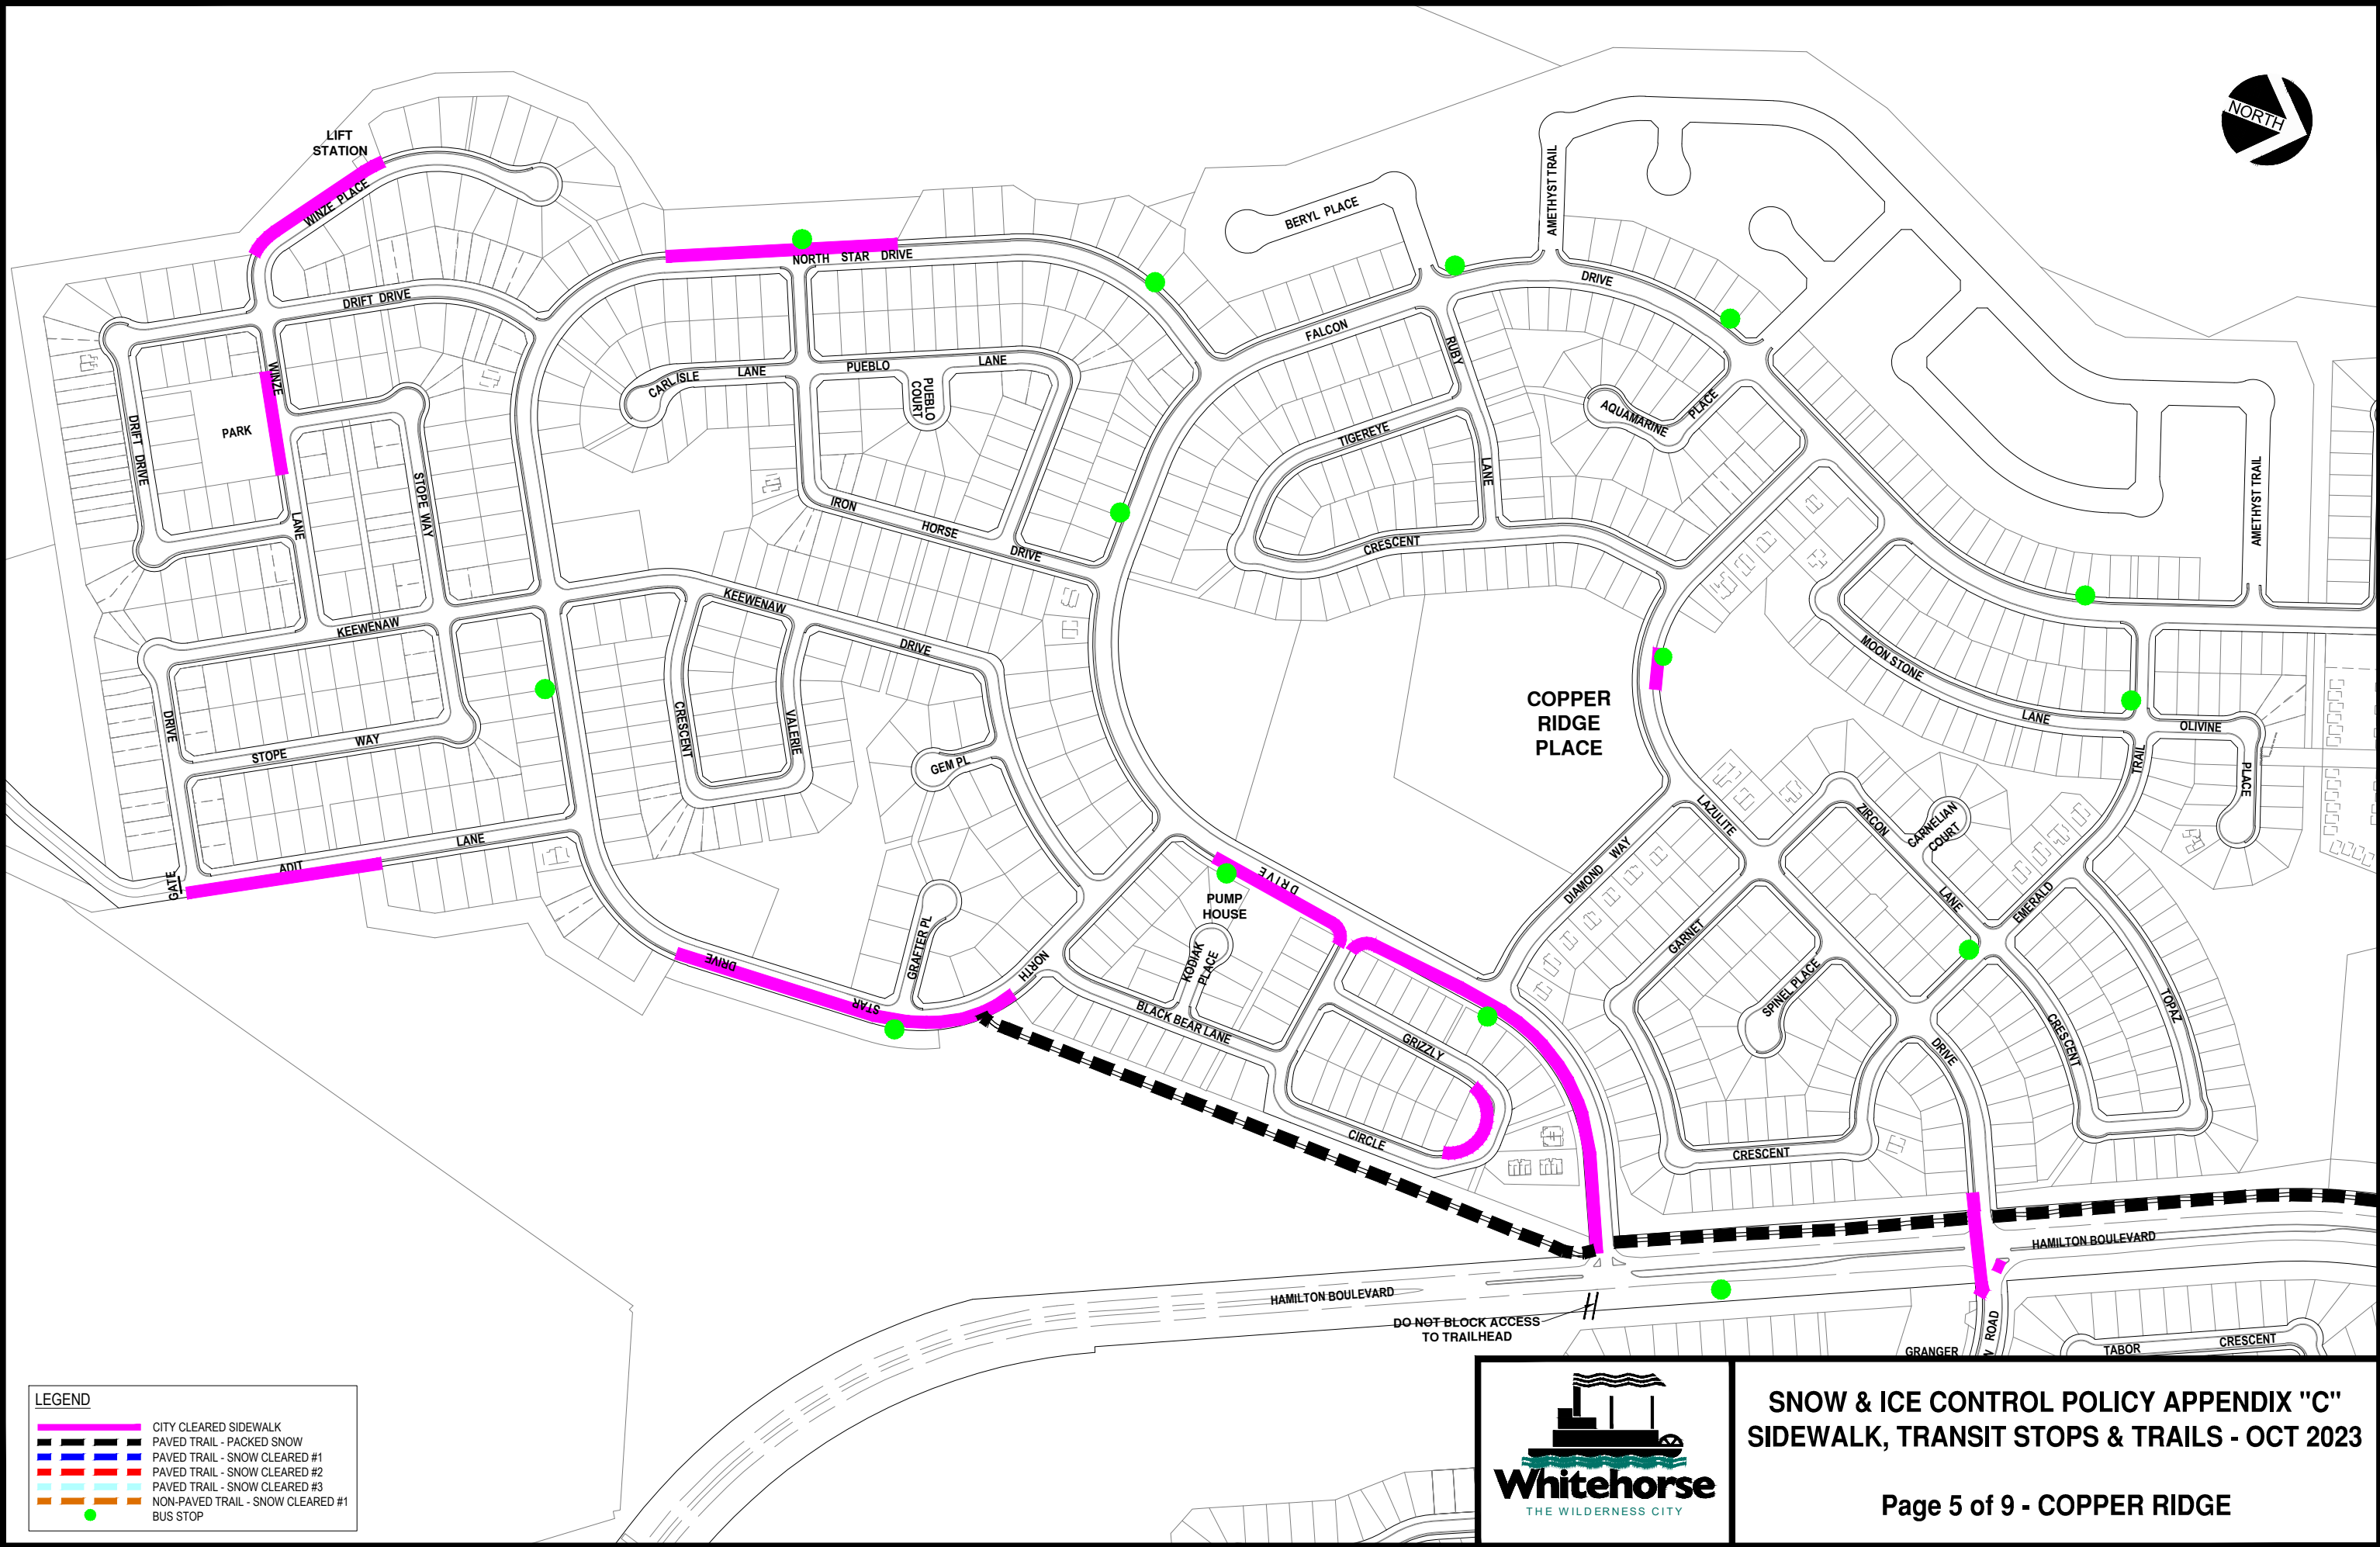 NORTH
LIFT
STATION
WINZE PLACE
DRIFT DRIVE
NORTH STAR DRIVE
BERYL PLACE
AMETHYST TRAIL
DRIVE
FALCON
RUBY
LANE
WINZE
LANE
PARK
DRIFT DRIVE
STOPE WAY
CARLISLE LANE
PUEBLO LANE
PUEBLO
COURT
IRON HORSE DRIVE
TIGEREYE
CRESCENT
AQUAMARINE PLACE
AMETHYST TRAIL
KEEWENAW
DRIVE
KEEWENAW DRIVE
CRESCENT
VALERIE
STOPE WAY
GEM PL
MOON STONE LANE
OLIVINE
PLACE
TRAIL
COPPER
RIDGE
PLACE
LAZULITE
DIAMOND WAY
ZIRCON
LANE
CARNELIAN
COURT
EMERALD
ADIT LANE
GATE
DRIVE
PUMP
HOUSE
KODIAK
PLACE
GRAFTER PL
NORTH
STAR
DRIVE
BLACK BEAR LANE
GRIZZLY
CIRCLE
GARNET
SPINEL PLACE
CRESCENT
DRIVE
CRESCENT
TOPAZ
HAMILTON BOULEVARD
HAMILTON BOULEVARD
DO NOT BLOCK ACCESS
TO TRAILHEAD
GRANGER
ROAD
TABOR
CRESCENT
LEGEND
CITY CLEARED SIDEWALK
PAVED TRAIL - PACKED SNOW
PAVED TRAIL - SNOW CLEARED #1
PAVED TRAIL - SNOW CLEARED #2
PAVED TRAIL - SNOW CLEARED #3
NON-PAVED TRAIL - SNOW CLEARED #1
BUS STOP
Whitehorse
THE WILDERNESS CITY
SNOW & ICE CONTROL POLICY APPENDIX "C"
SIDEWALK, TRANSIT STOPS & TRAILS - OCT 2023
Page 5 of 9 - COPPER RIDGE